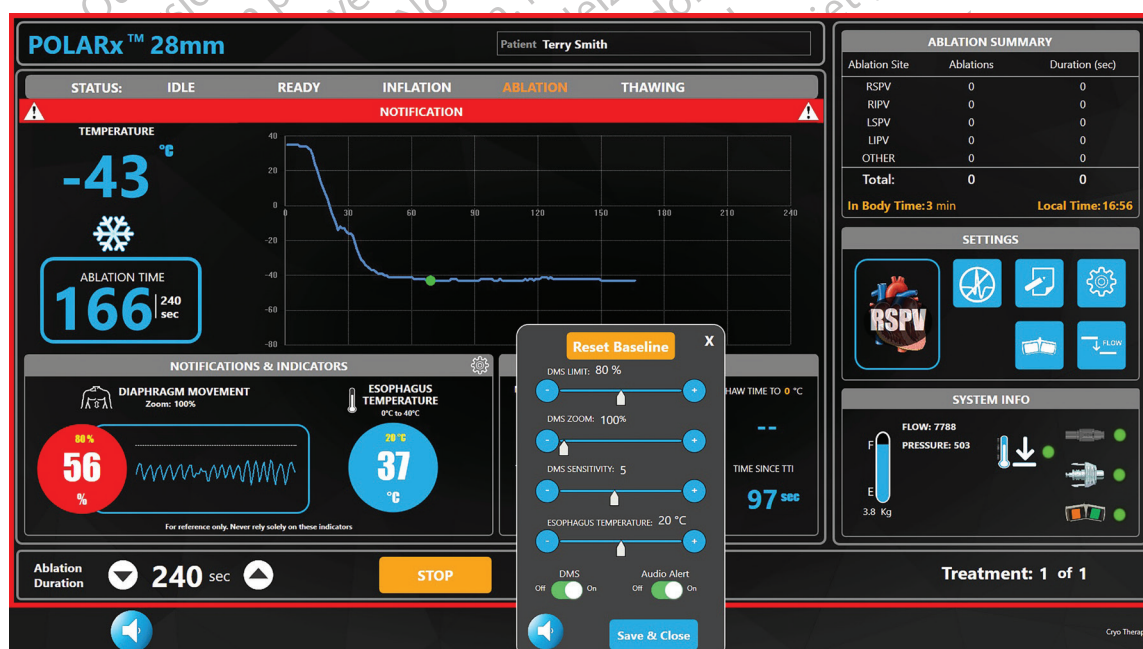 POLARx™ 28mm
Patient Terry Smith
STATUS: IDLE READY INFLATION ABLATION THAWING
NOTIFICATION
TEMPERATURE
-43 °C
ABLATION TIME
166 240 sec
40
20
0
-20
-40
-60
-80
0 30 60 90 120 150 180 210 240
NOTIFICATIONS & INDICATORS
DIAPHRAGM MOVEMENT
Zoom: 100%
80 %
56
%
ESOPHAGUS
TEMPERATURE
0°C to 40°C
20 °C
37
°C
For reference only. Never rely solely on these indicators
Reset Baseline X
DMS LIMIT: 80 %
- +
DMS ZOOM: 100%
- +
DMS SENSITIVITY: 5
- +
ESOPHAGUS TEMPERATURE: 20 °C
- +
DMS Audio Alert
Off On Off On
Save & Close
HAW TIME TO 0 °C
--
TIME SINCE TTI
97 sec
Ablation
Duration
240 sec
STOP
Treatment: 1 of 1
ABLATION SUMMARY
Ablation Site Ablations Duration (sec)
RSPV 0 0
RIPV 0 0
LSPV 0 0
LIPV 0 0
OTHER 0 0
Total: 0 0
In Body Time: 3 min Local Time: 16:56
SETTINGS
RSPV
FLOW
SYSTEM INFO
F
E
3.8 Kg
FLOW: 7788
PRESSURE: 503
Cryo Therap